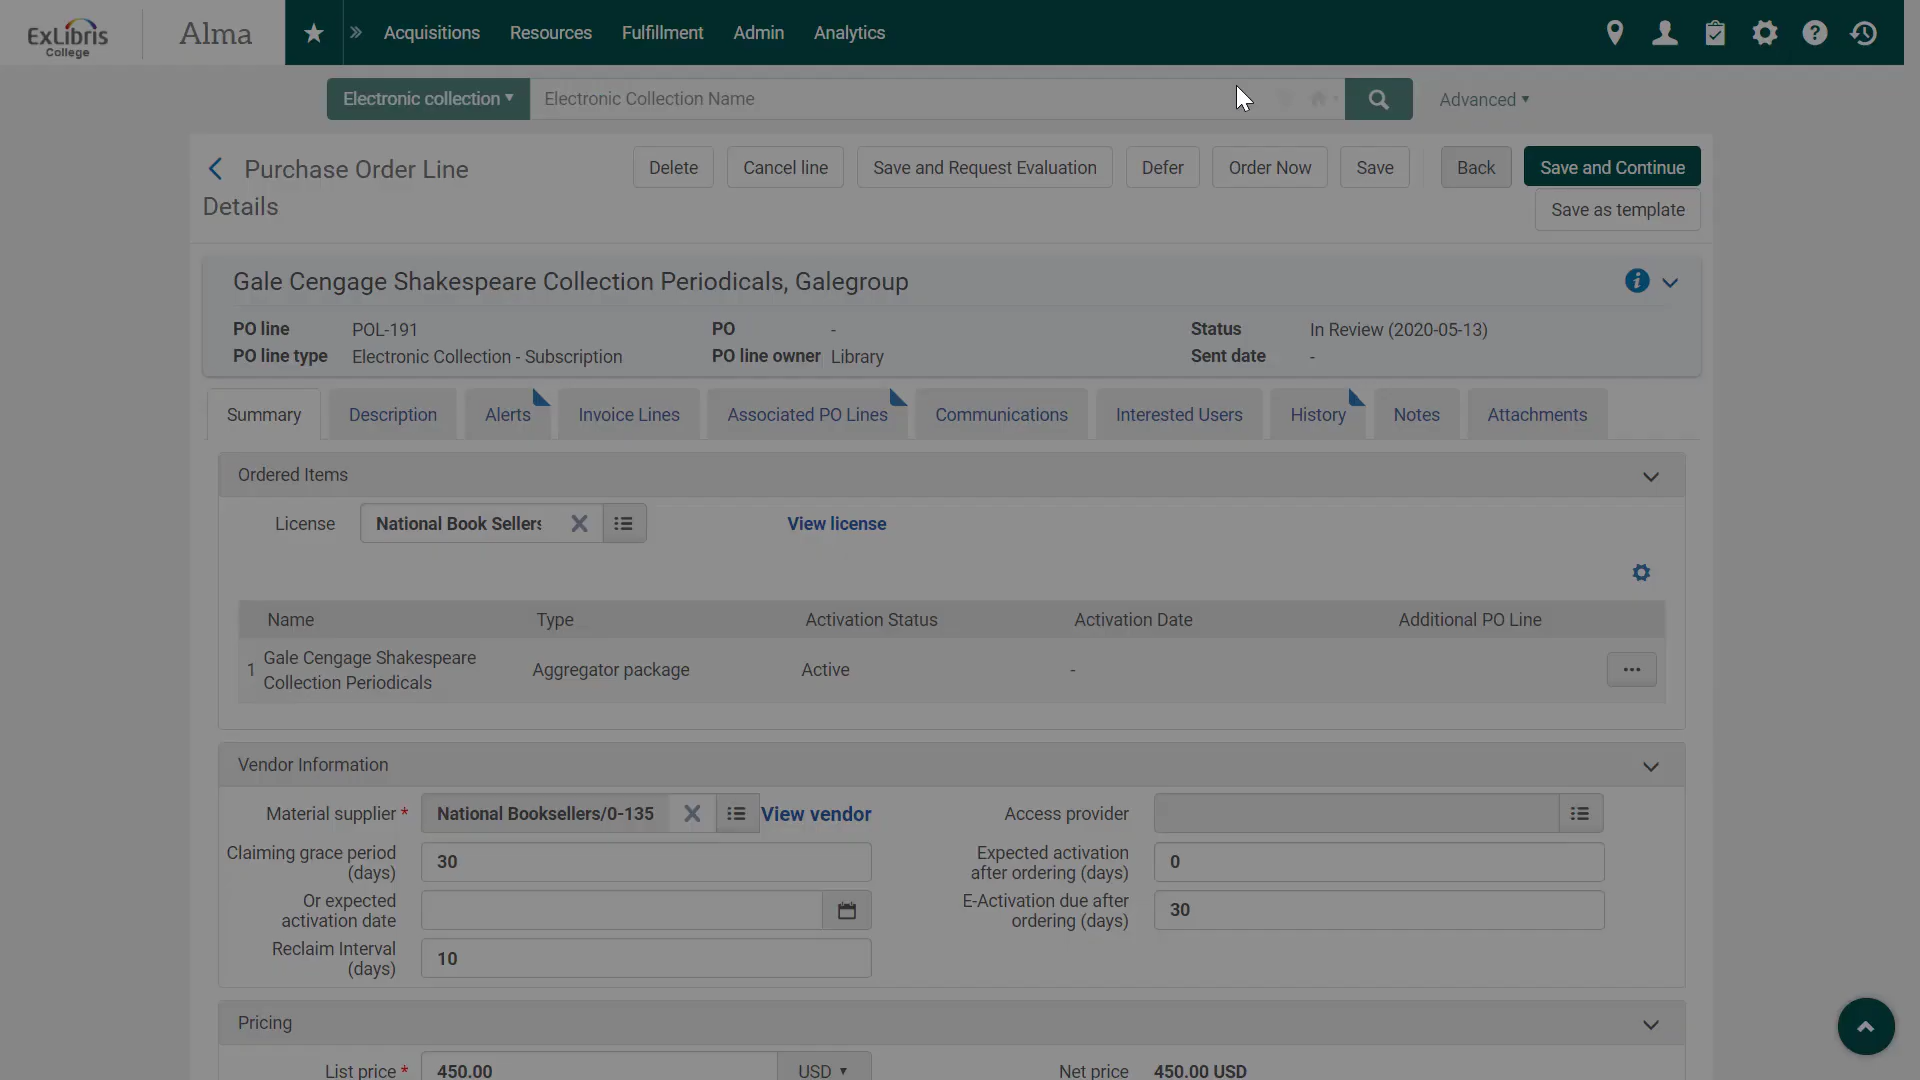 ExLibris
College
Alma
Acquisitions
Resources
Fulfillment
Admin
Analytics
Electronic collection
Electronic Collection Name
Advanced
Purchase Order Line
Details
Delete
Cancel line
Save and Request Evaluation
Defer
Order Now
Save
Back
Save and Continue
Save as template
Gale Cengage Shakespeare Collection Periodicals, Galegroup
PO line POL-191
PO -
Status In Review (2020-05-13)
PO line type Electronic Collection - Subscription
PO line owner Library
Sent date -
Summary
Description
Alerts
Invoice Lines
Associated PO Lines
Communications
Interested Users
History
Notes
Attachments
Ordered Items
License National Book Sellers
View license
Name Type Activation Status Activation Date Additional PO Line
1 Gale Cengage Shakespeare
Collection Periodicals
Aggregator package
Active
-
Vendor Information
Material supplier * National Booksellers/0-135
View vendor
Access provider
Claiming grace period
(days)
30
Expected activation
after ordering (days)
0
Or expected
activation date
E-Activation due after
ordering (days)
30
Reclaim Interval
(days)
10
Pricing
List price * 450.00 USD
Net price 450.00 USD